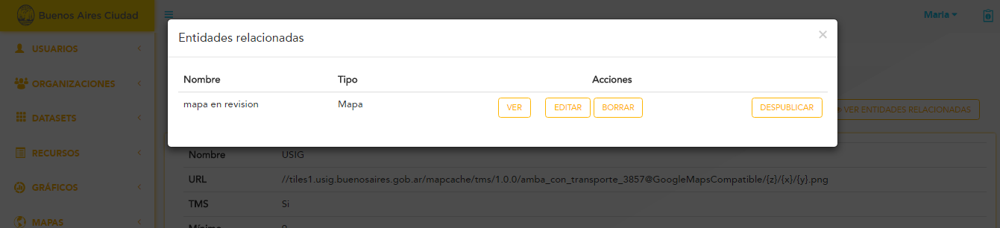 Buenos Aires Ciudad
Maria
Entidades relacionadas
×
USUARIOS
Nombre Tipo Acciones
ORGANIZACIONES
mapa en revision Mapa VER EDITAR BORRAR DESPUBLICAR
VER ENTIDADES RELACIONADAS
DATASETS
RECURSOS
Nombre USIG
URL //tiles1.usig.buenosaires.gob.ar/mapcache/tms/1.0.0/amba_con_transporte_3857@GoogleMapsCompatible/{z}/{x}/{y}.png
GRÁFICOS
TMS Si
MAPAS
Mínimo 0